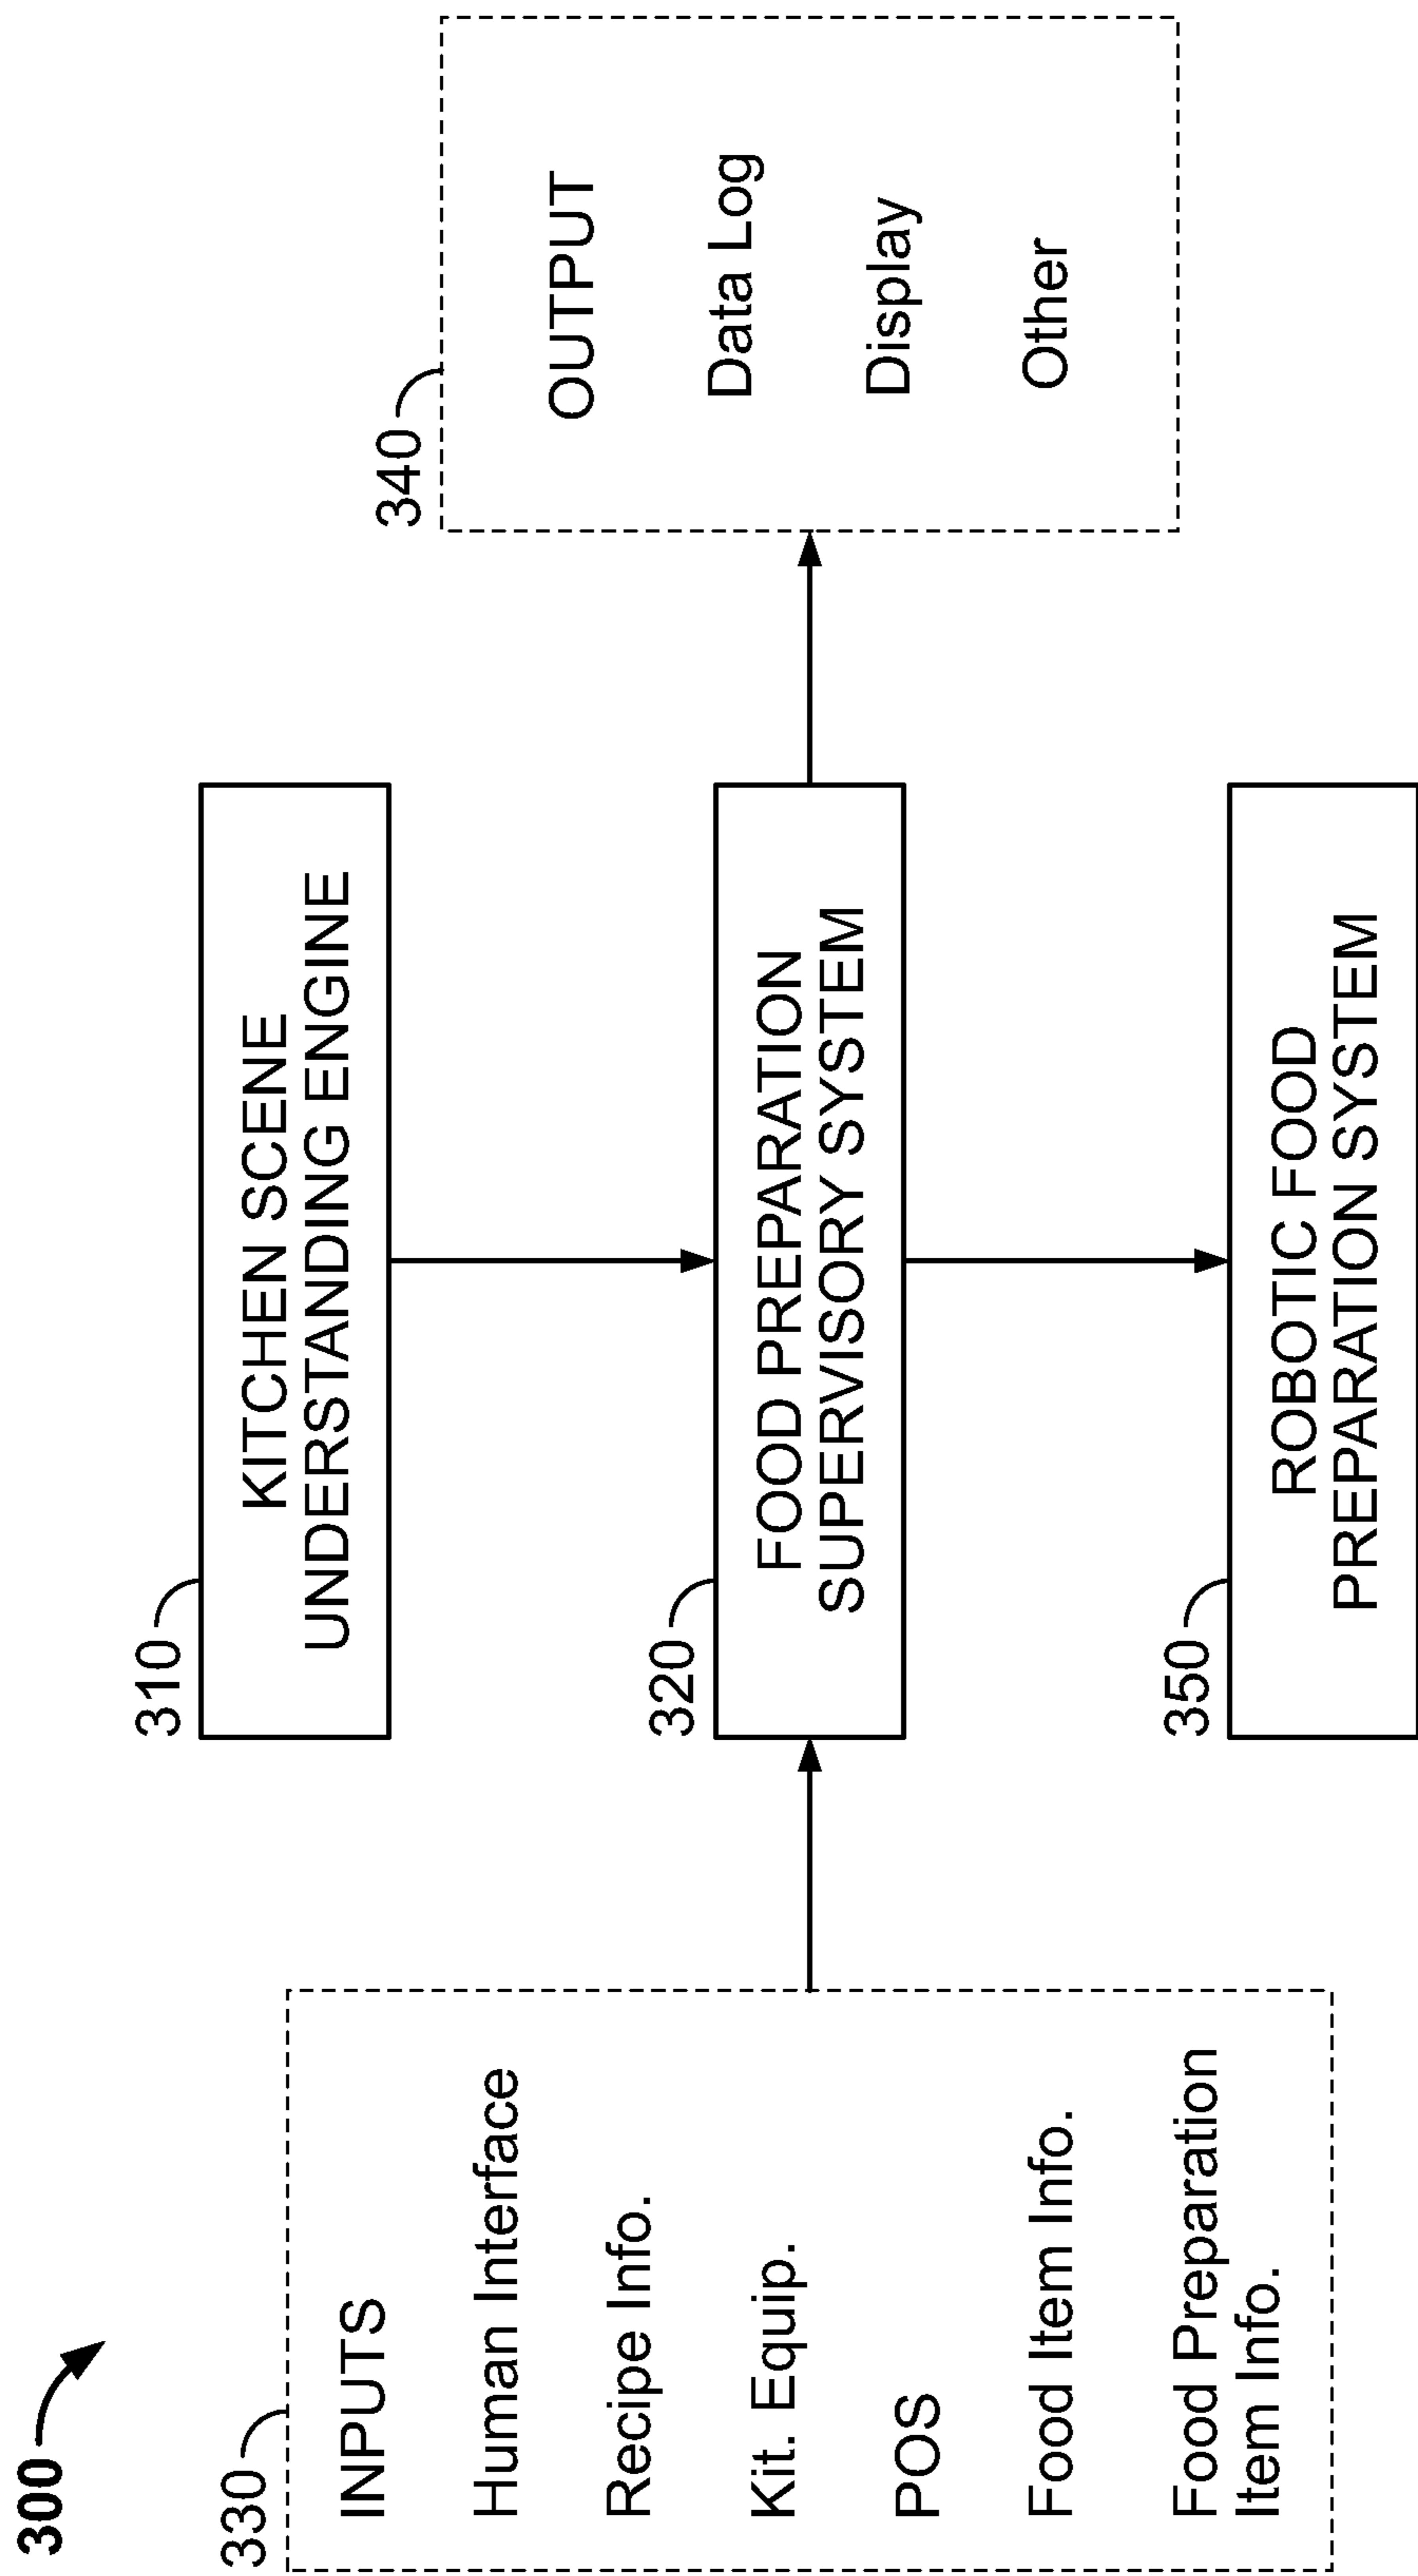 300
330
INPUTS
Human Interface
Recipe Info.
Kit. Equip.
POS
Food Item Info.
Food Preparation
Item Info.
310
KITCHEN SCENE
UNDERSTANDING ENGINE
320
FOOD PREPARATION
SUPERVISORY SYSTEM
350
ROBOTIC FOOD
PREPARATION SYSTEM
340
OUTPUT
Data Log
Display
Other